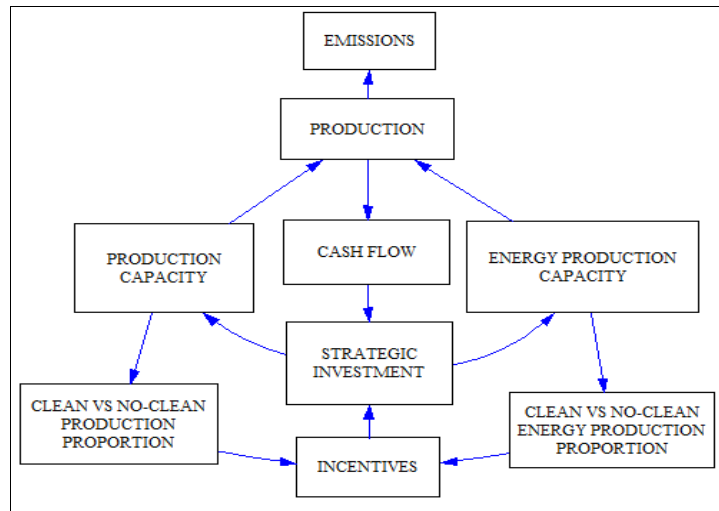 EMISSIONS
PRODUCTION
PRODUCTION
CAPACITY
CASH FLOW
ENERGY PRODUCTION
CAPACITY
STRATEGIC
INVESTMENT
CLEAN VS NO-CLEAN
PRODUCTION
PROPORTION
INCENTIVES
CLEAN VS NO-CLEAN
ENERGY PRODUCTION
PROPORTION